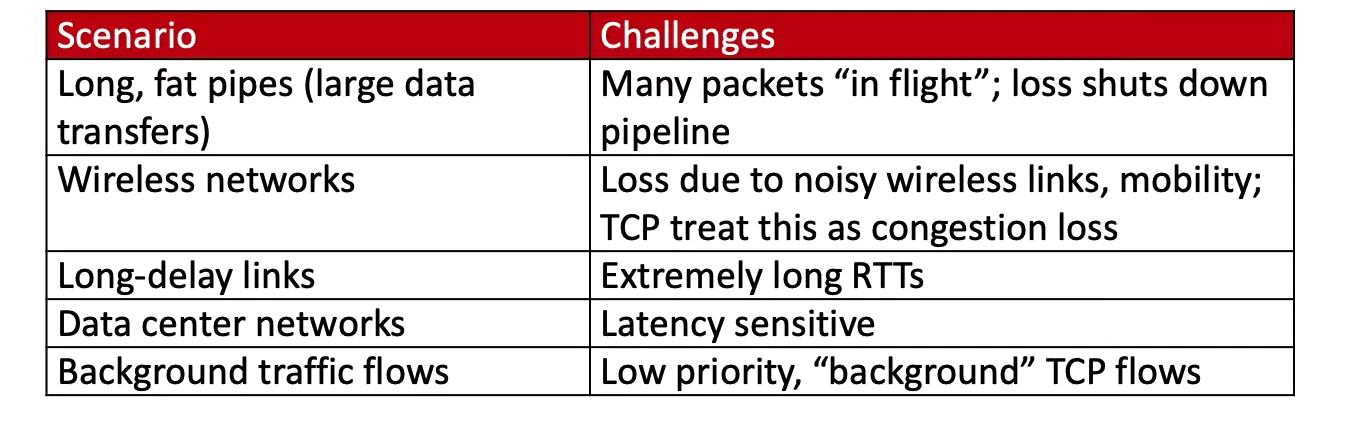 Scenario
Challenges
Long, fat pipes (large data
transfers)
Many packets “in flight”; loss shuts down
pipeline
Wireless networks
Loss due to noisy wireless links, mobility;
TCP treat this as congestion loss
Long-delay links
Extremely long RTTs
Data center networks
Latency sensitive
Background traffic flows
Low priority, “background” TCP flows